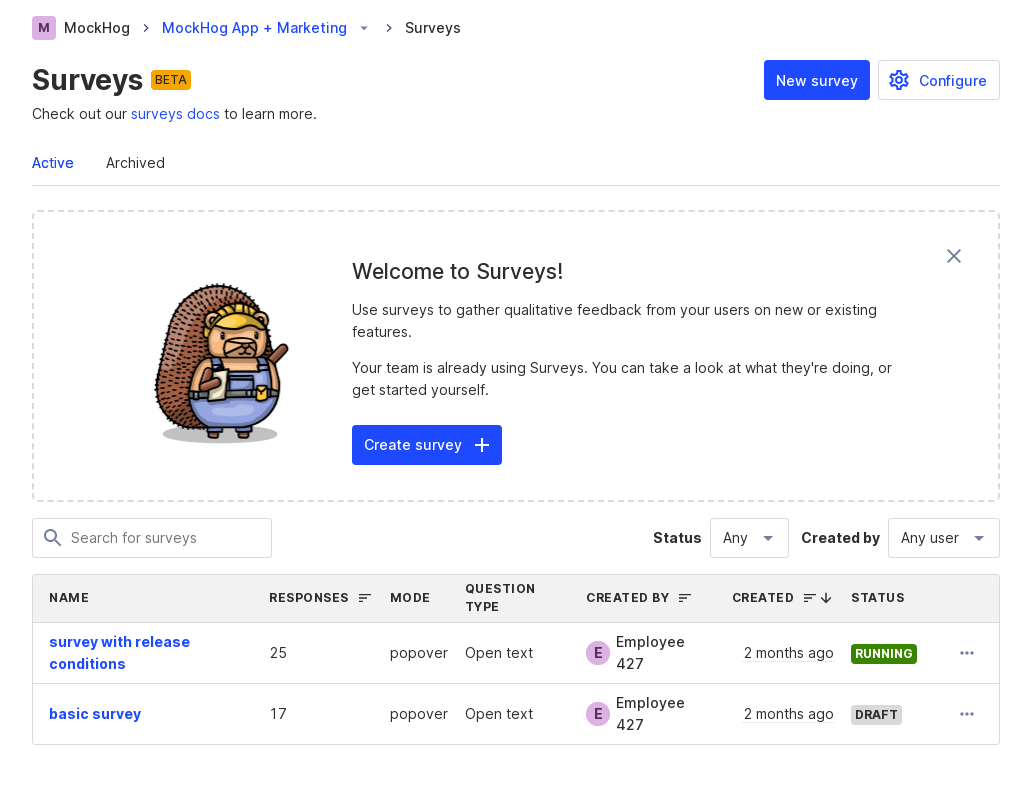 M MockHog MockHog App + Marketing Surveys
Surveys BETA
New survey Configure
Check out our surveys docs to learn more.
Active Archived
Welcome to Surveys!
Use surveys to gather qualitative feedback from your users on new or existing
features.
Your team is already using Surveys. You can take a look at what they're doing, or
get started yourself.
Create survey
Search for surveys Status Any Created by Any user
NAME RESPONSES MODE QUESTION TYPE CREATED BY CREATED STATUS
survey with release conditions 25 popover Open text E Employee 427 2 months ago RUNNING
basic survey 17 popover Open text E Employee 427 2 months ago DRAFT